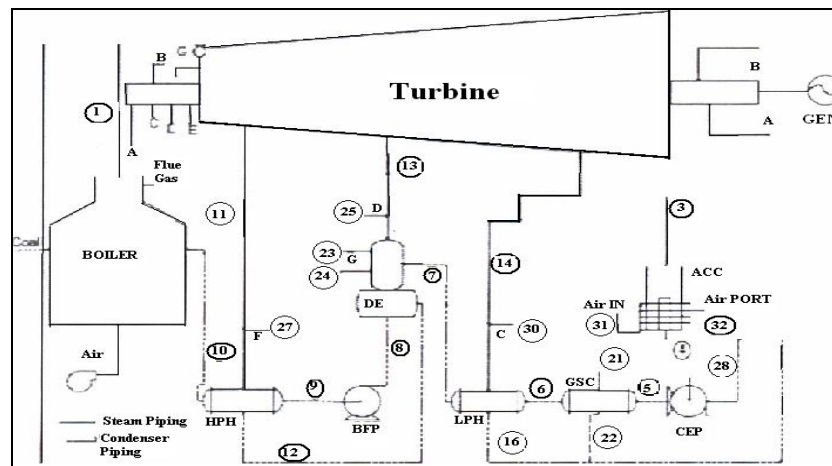 G
B
Turbine
B
1
C
L
E
A
A
GEN
Flue
Gas
13
11
25
D
3
23
G
24
7
14
ACC
Coal
BOILER
Air IN
Air PORT
DE
27
F
C
30
31
32
8
10
Air
21
28
9
6
GSC
5
Steam Piping
HPH
BFP
LPH
CEP
Condenser
Piping
12
16
22